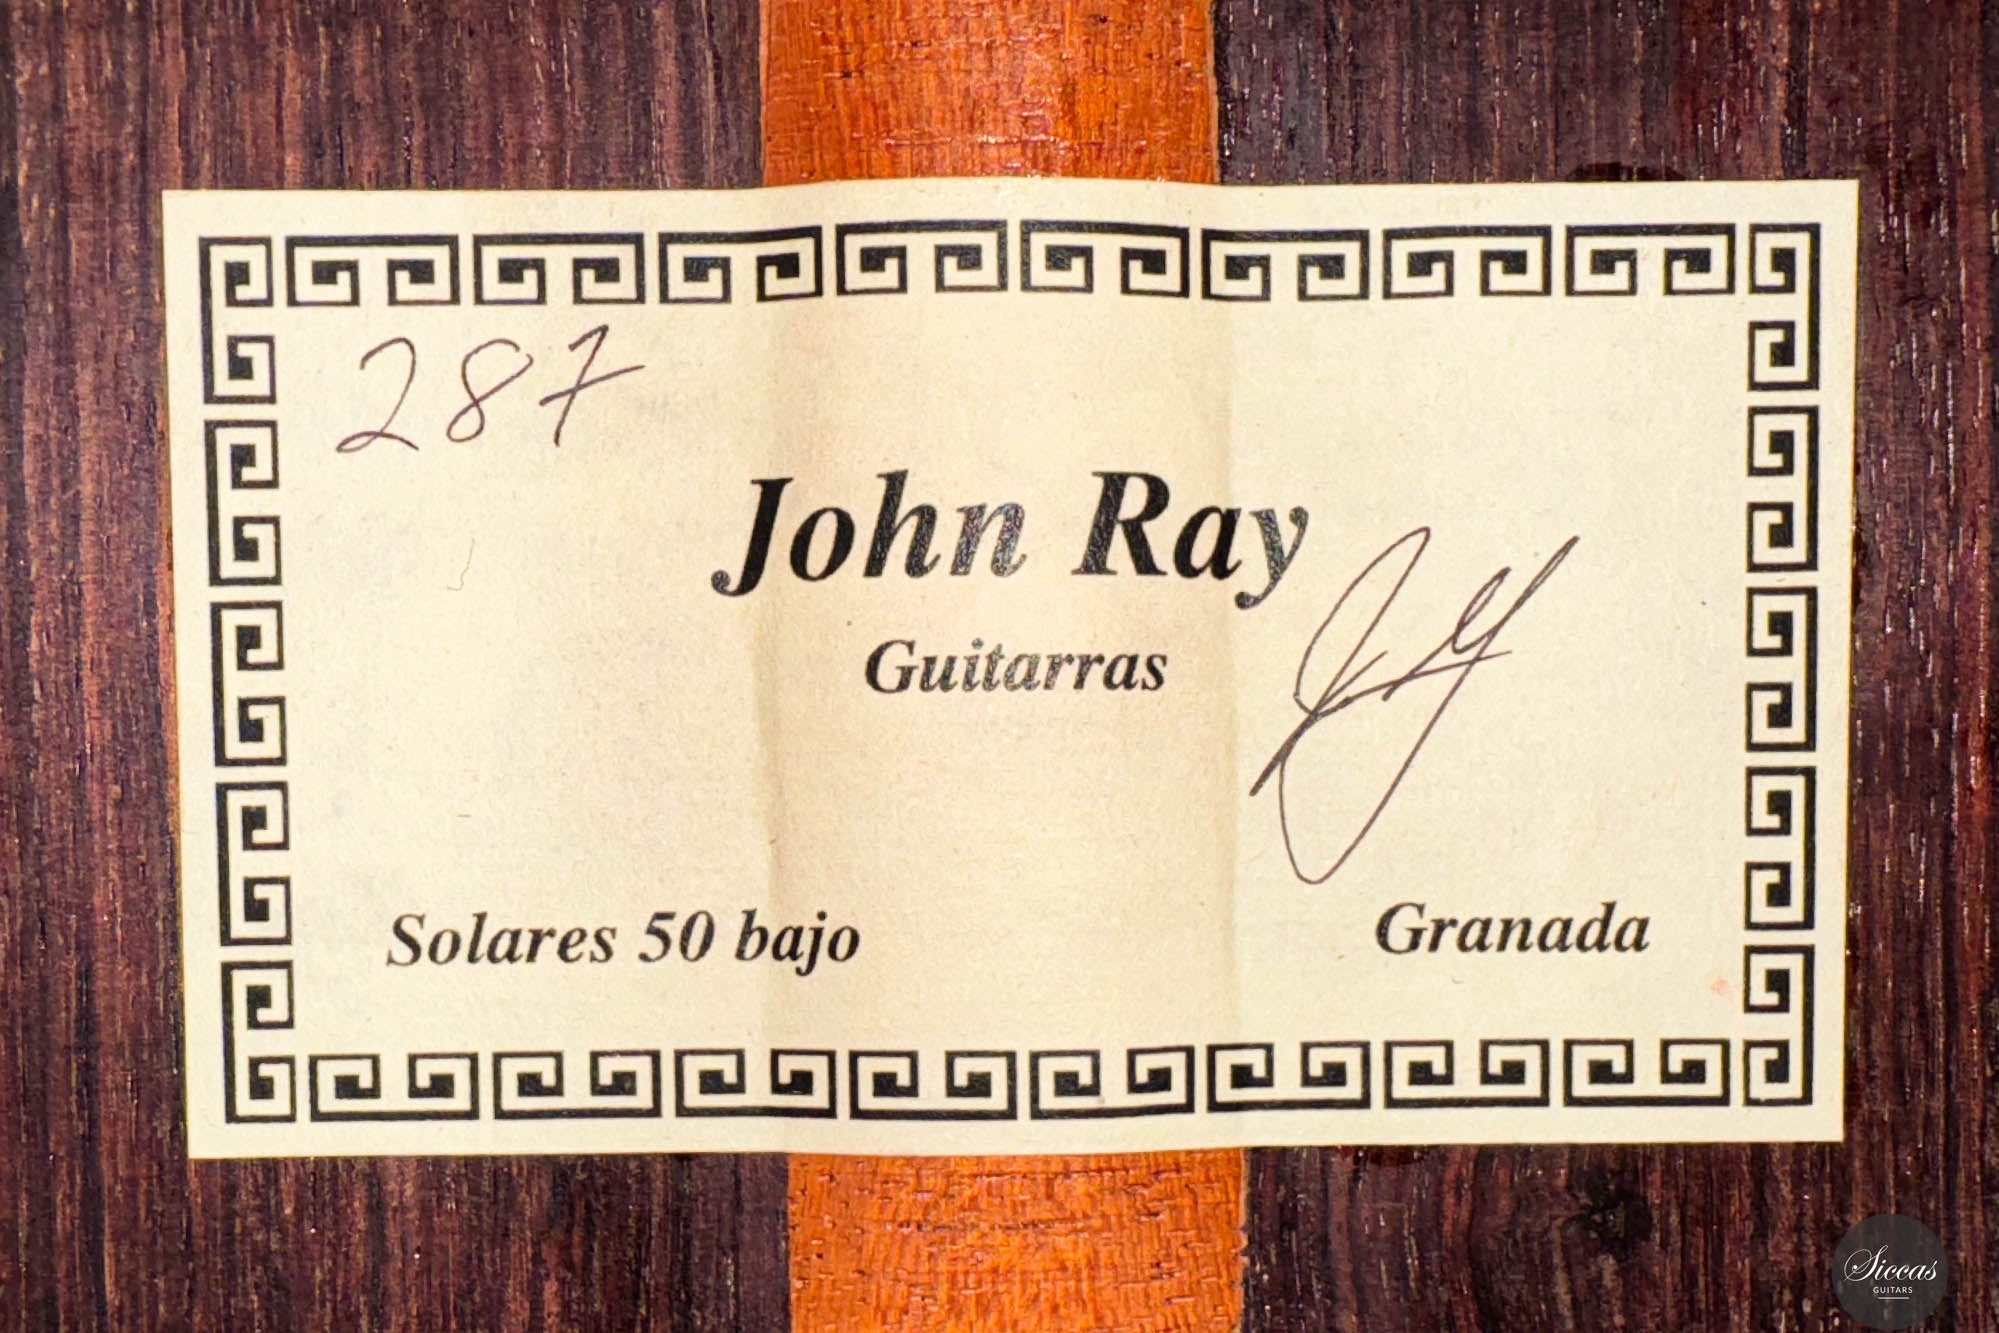 287
John Ray
Guitarras
Solares 50 bajo
Granada
Siccas
GUITARS